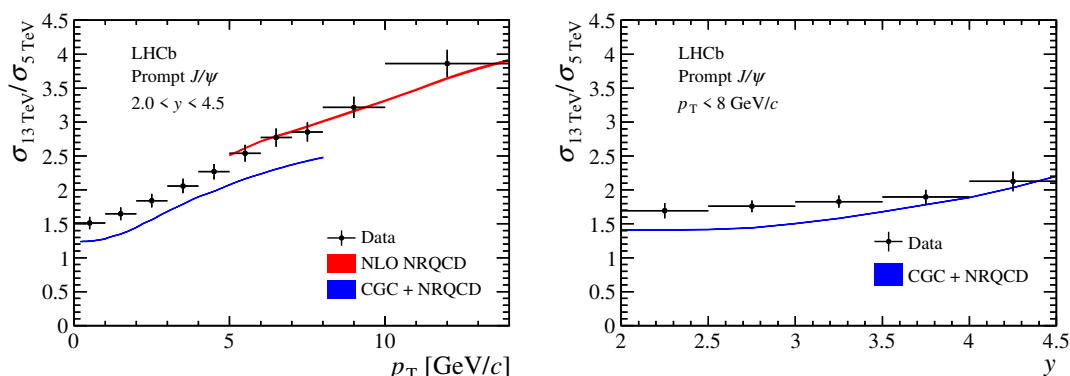 σ13 TeV/σ5 TeV
4.5
4
3.5
3
2.5
2
1.5
1
0.5
0
LHCb
Prompt J/ψ
2.0 < y < 4.5
Data
NLO NRQCD
CGC + NRQCD
0 5 10
pT [GeV/c]
σ13 TeV/σ5 TeV
4.5
4
3.5
3
2.5
2
1.5
1
0.5
0
LHCb
Prompt J/ψ
pT < 8 GeV/c
Data
CGC + NRQCD
2 2.5 3 3.5 4 4.5
y